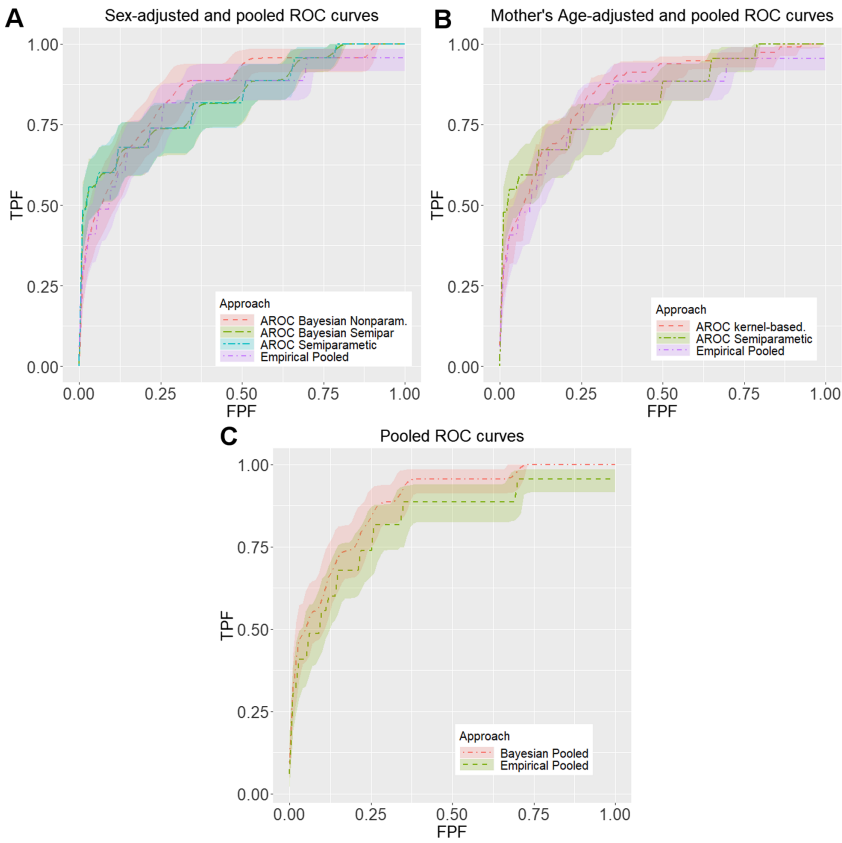 A
Sex-adjusted and pooled ROC curves
1.00
0.75
0.50
0.25
0.00
TPF
Approach
AROC Bayesian Nonparam.
AROC Bayesian Semipar
AROC Semiparametic
Empirical Pooled
0.00 0.25 0.50 0.75 1.00
FPF
B
Mother's Age-adjusted and pooled ROC curves
1.00
0.75
0.50
0.25
0.00
TPF
Approach
AROC kernel-based.
AROC Semiparametic
Empirical Pooled
0.00 0.25 0.50 0.75 1.00
FPF
C
Pooled ROC curves
1.00
0.75
0.50
0.25
0.00
TPF
Approach
Bayesian Pooled
Empirical Pooled
0.00 0.25 0.50 0.75 1.00
FPF